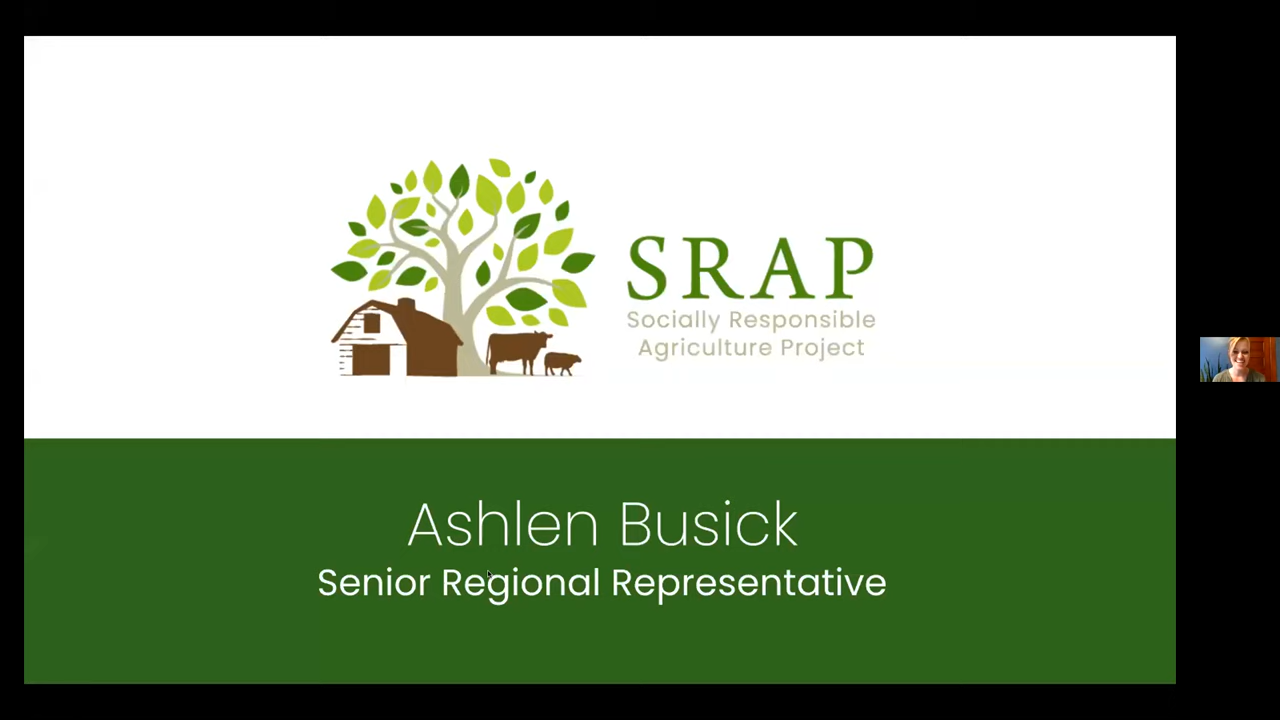 SRAP
Socially Responsible
Agriculture Project
Ashlen Busick
Senior Regional Representative